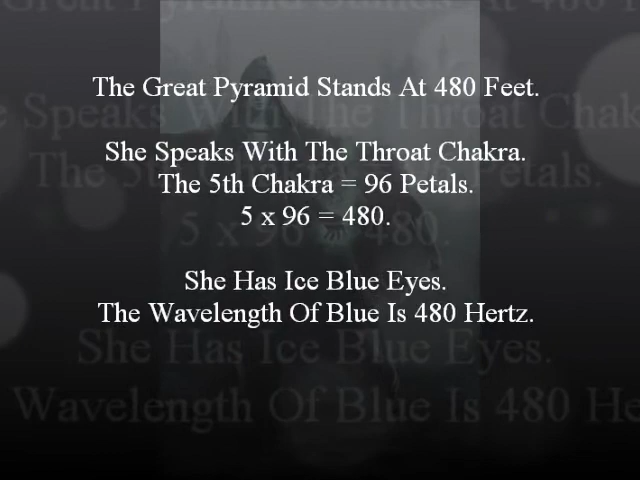 The Great Pyramid Stands At 480 Feet.
She Speaks With The Throat Chakra.
The 5th Chakra = 96 Petals.
5 x 96 = 480.
She Has Ice Blue Eyes.
The Wavelength Of Blue Is 480 Hertz.